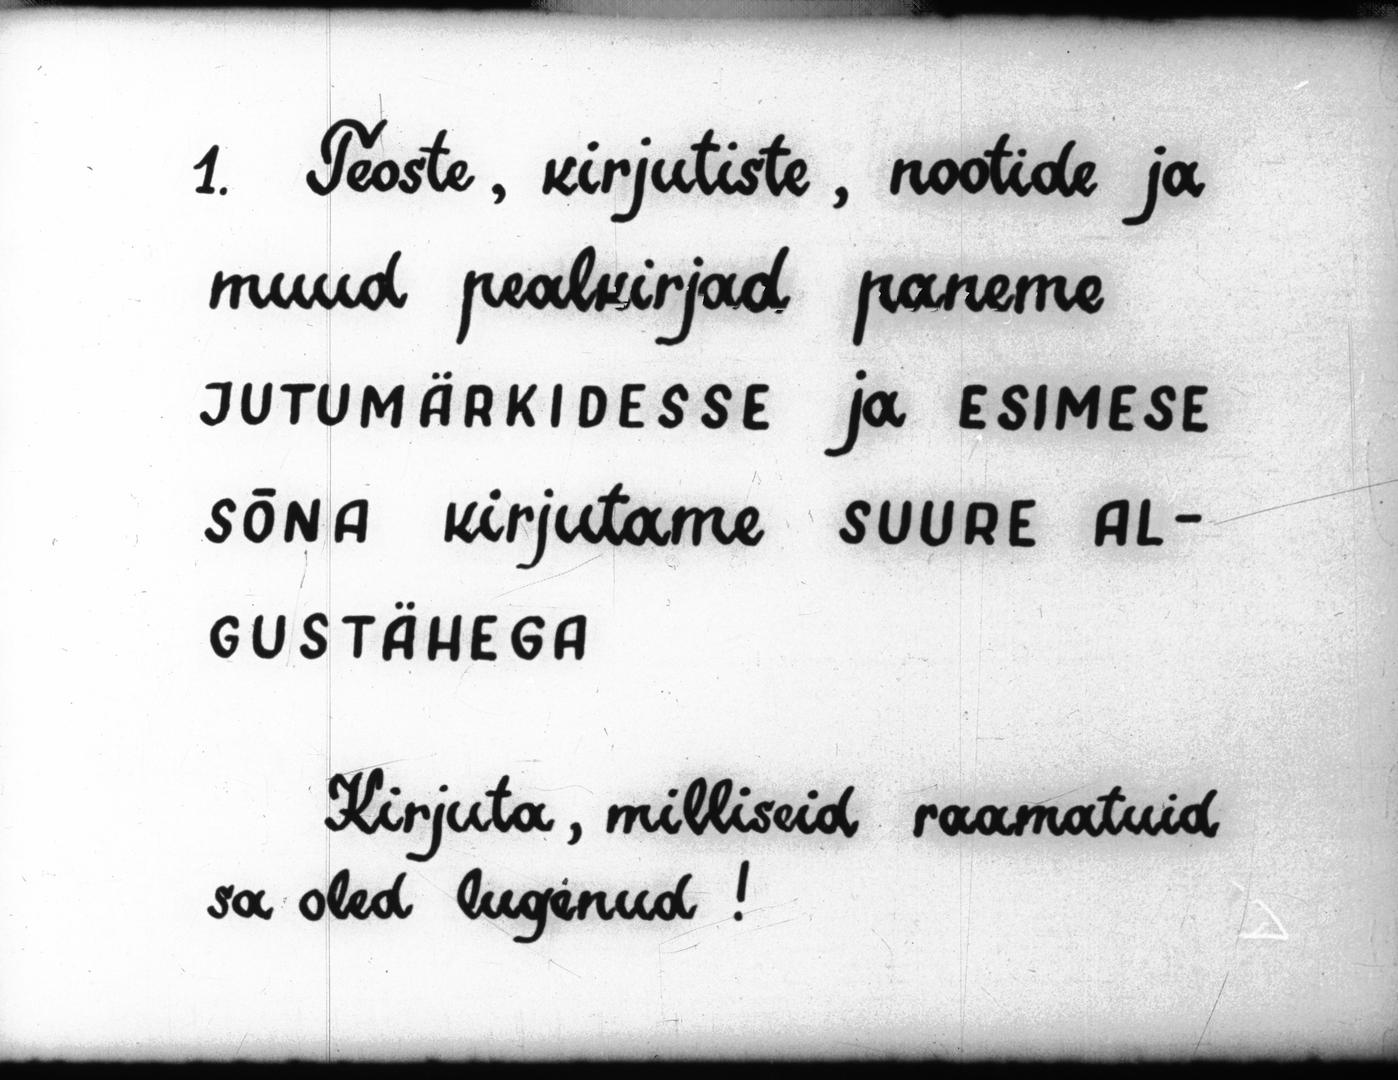 1. Teoste, kirjutiste, nootide ja
muud pealkirjad paneme
JUTUMÄRKIDESSE ja ESIMESE
SŌNA kirjutame SUURE AL-
GUSTÄHEGA
Kirjuta, milliseid raamatuid
sa oled lugenud!